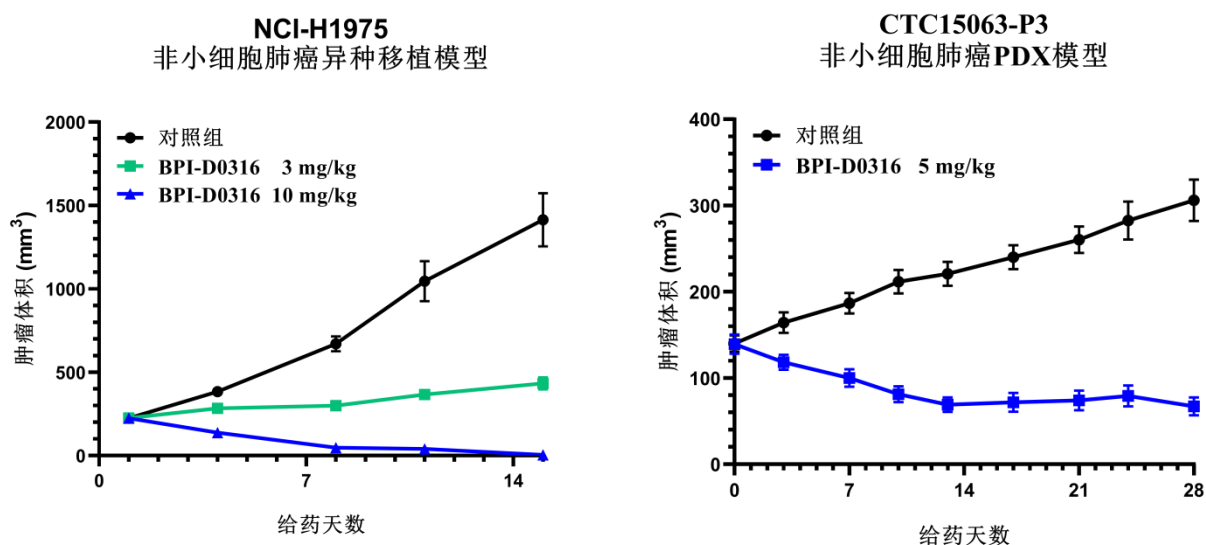 NCI-H1975
非小细胞肺癌异种移植模型
2000
1500
1000
500
0
肿瘤体积 (mm³)
对照组
BPI-D0316 3 mg/kg
BPI-D0316 10 mg/kg
0 7 14
给药天数
CTC15063-P3
非小细胞肺癌PDX模型
400
300
200
100
0
肿瘤体积 (mm³)
对照组
BPI-D0316 5 mg/kg
0 7 14 21 28
给药天数